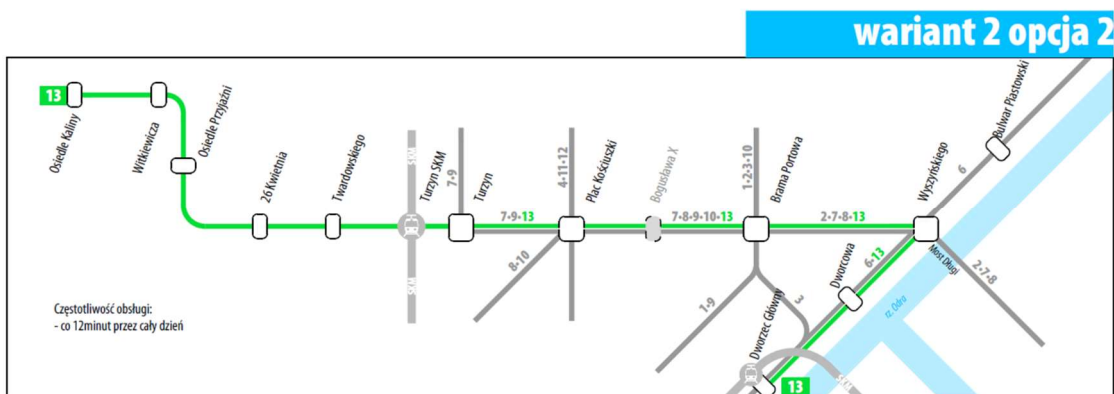 wariant 2 opcja 2
13
Osiedle Kaliny
Witkiewicza
Osiedle Przyjaźni
26 Kwietnia
Twardowskiego
SKM
Turzyn SKM
SKM
7-9
Turzyn
7-9-13
8-10
4-11-12
Plac Kościuszki
Bogusława X
7-8-9-10-13
1-2-3-10
Brama Portowa
2-7-8-13
1-9
3
Dworzec Główny
Dworcowa
6-13
Wyszyńskiego
6
Bulwar Piastowski
Most Długi
2-7-8
rz. Odra
SKM
13
Częstotliwość obsługi:
- co 12minut przez cały dzień